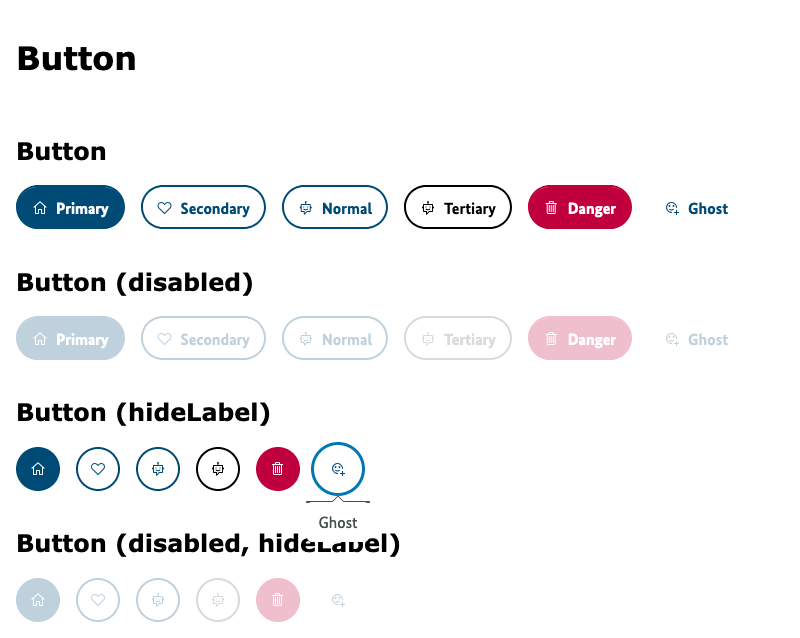 Button
Button
Primary Secondary Normal Tertiary Danger Ghost
Button (disabled)
Primary Secondary Normal Tertiary Danger Ghost
Button (hideLabel)
Ghost
Button (disabled, hideLabel)